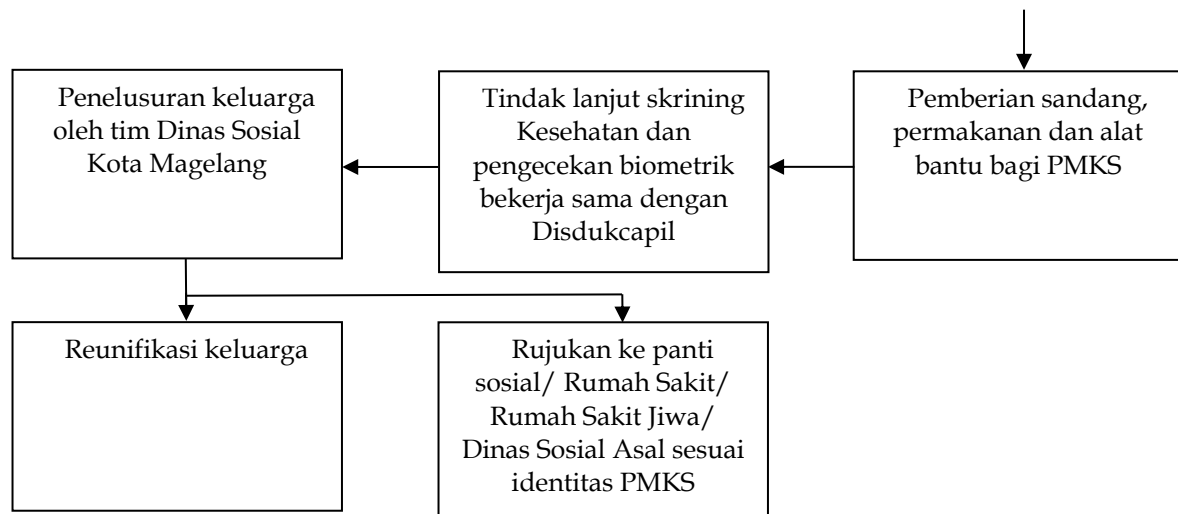 Penelusuran keluarga
oleh tim Dinas Sosial
Kota Magelang
Tindak lanjut skrining
Kesehatan dan
pengecekan biometrik
bekerja sama dengan
Disdukcapil
Pemberian sandang,
permakanan dan alat
bantu bagi PMKS
Reunifikasi keluarga
Rujukan ke panti
sosial/ Rumah Sakit/
Rumah Sakit Jiwa/
Dinas Sosial Asal sesuai
identitas PMKS